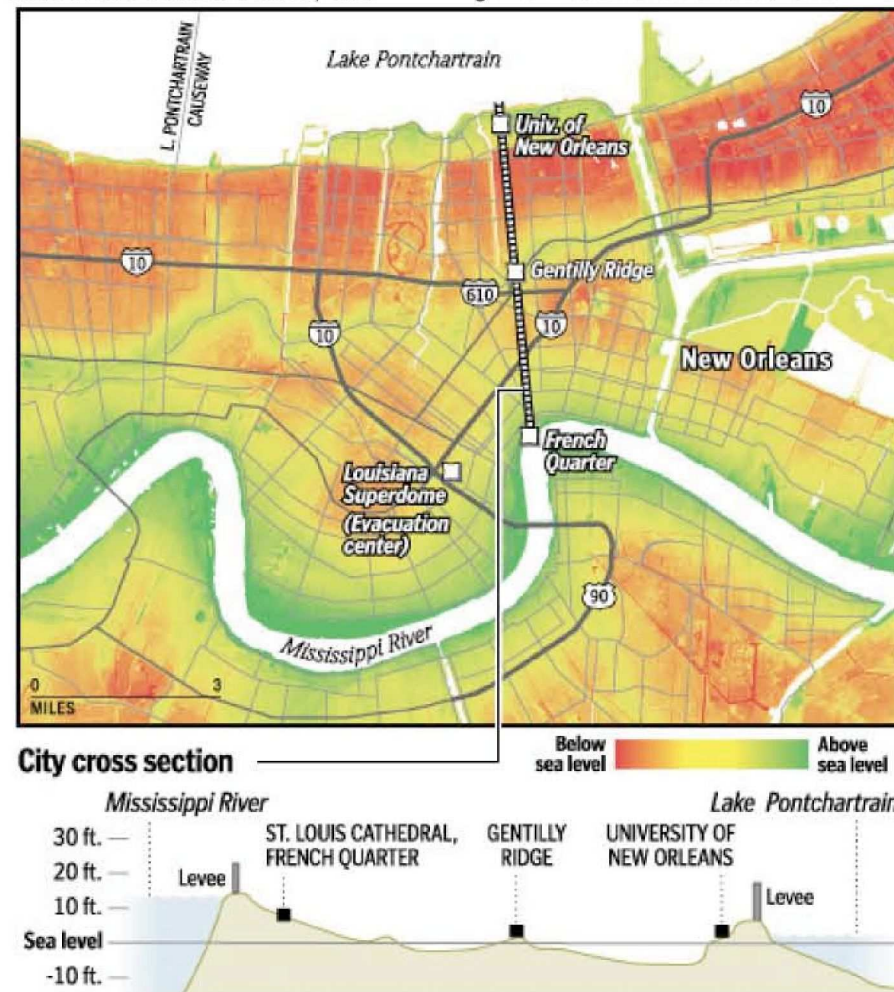 Lake Pontchartrain
L. PONTCHARTRAIN
CAUSEWAY
10
Univ. of
New Orleans
10
Gentilly Ridge
610
10
10
New Orleans
French
Quarter
Louisiana
Superdome
(Evacuation
center)
90
Mississippi River
0 3
MILES
City cross section
Below
sea level
Above
sea level
Mississippi River
Lake Pontchartrain
30 ft.
20 ft.
10 ft.
Sea level
-10 ft.
Levee
ST. LOUIS CATHEDRAL,
FRENCH QUARTER
GENTILLY
RIDGE
UNIVERSITY OF
NEW ORLEANS
Levee